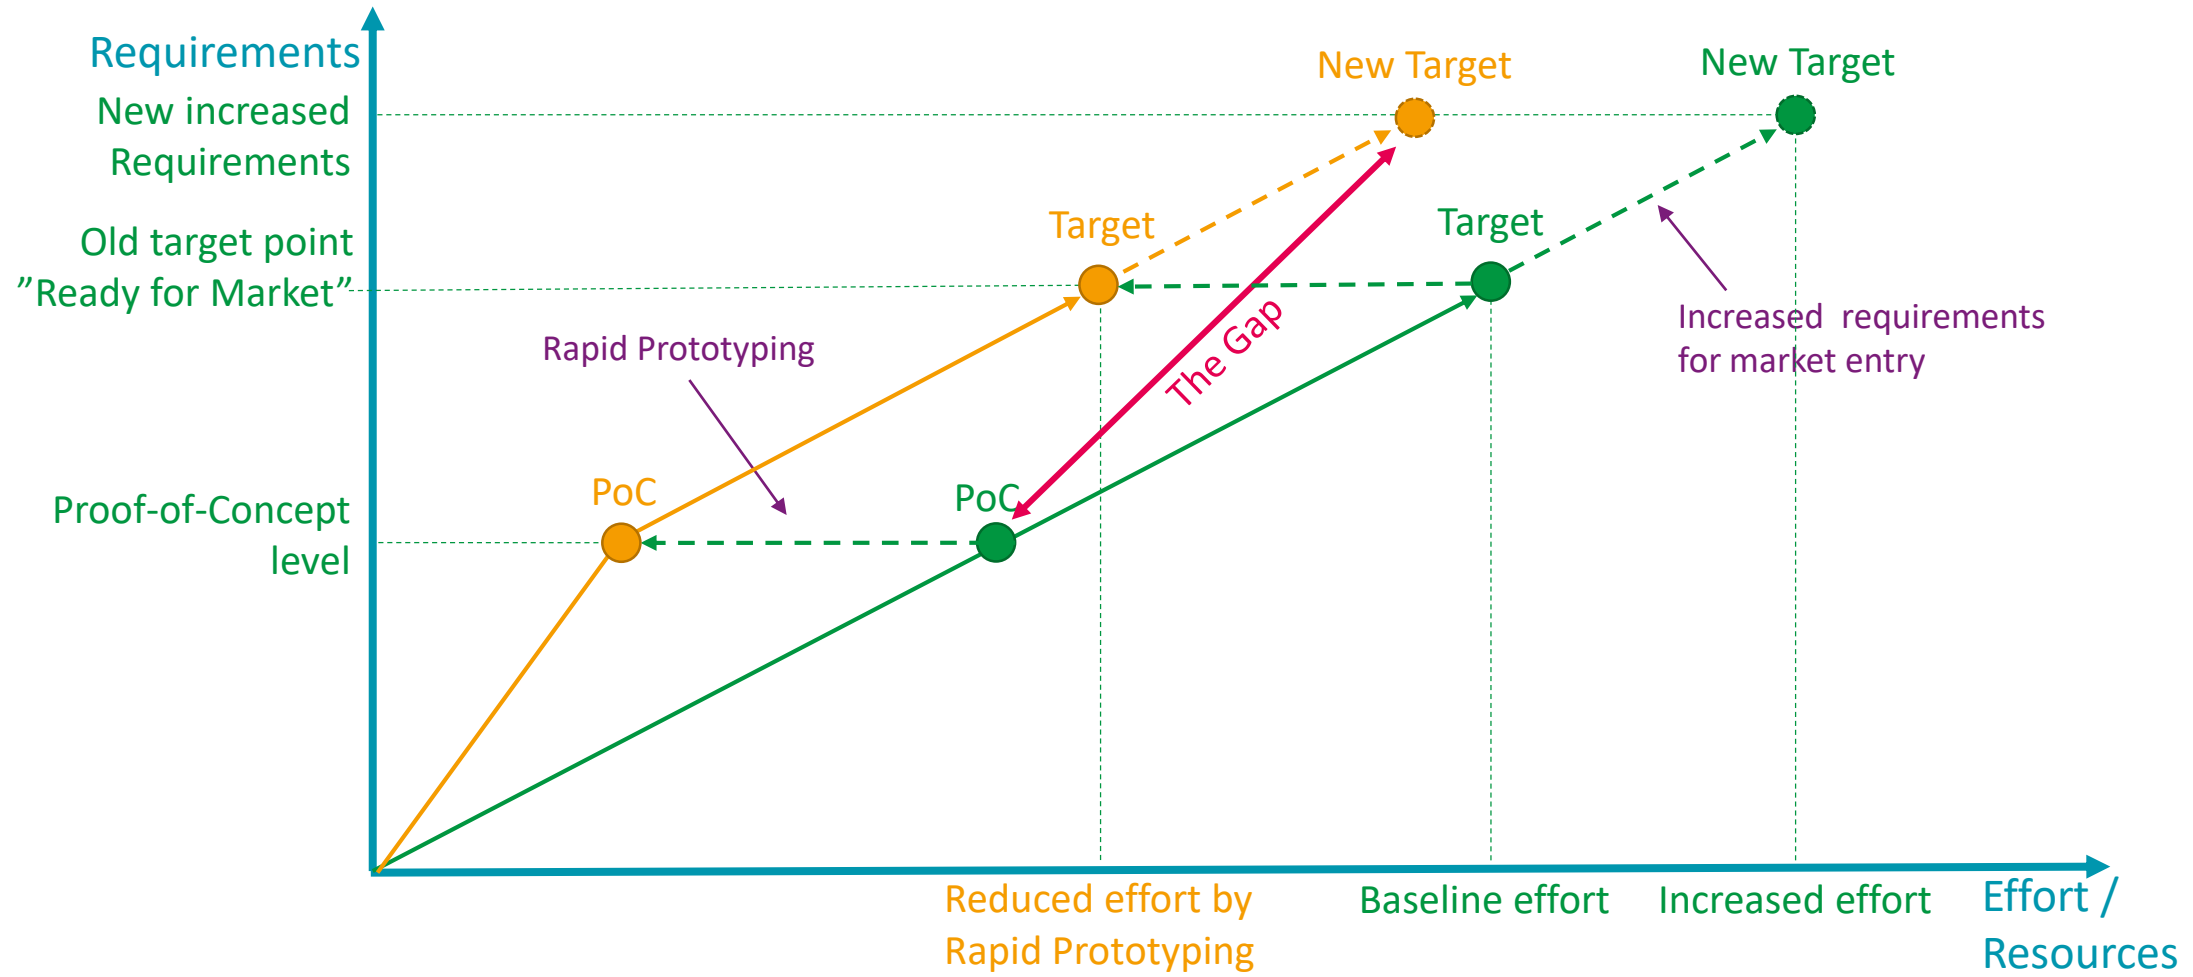 Requirements
New increased
Requirements
Old target point
”Ready for Market”
Proof-of-Concept
level
New Target
New Target
Target
Target
Rapid Prototyping
The Gap
Increased requirements
for market entry
PoC
PoC
Reduced effort by
Rapid Prototyping
Baseline effort
Increased effort
Effort /
Resources